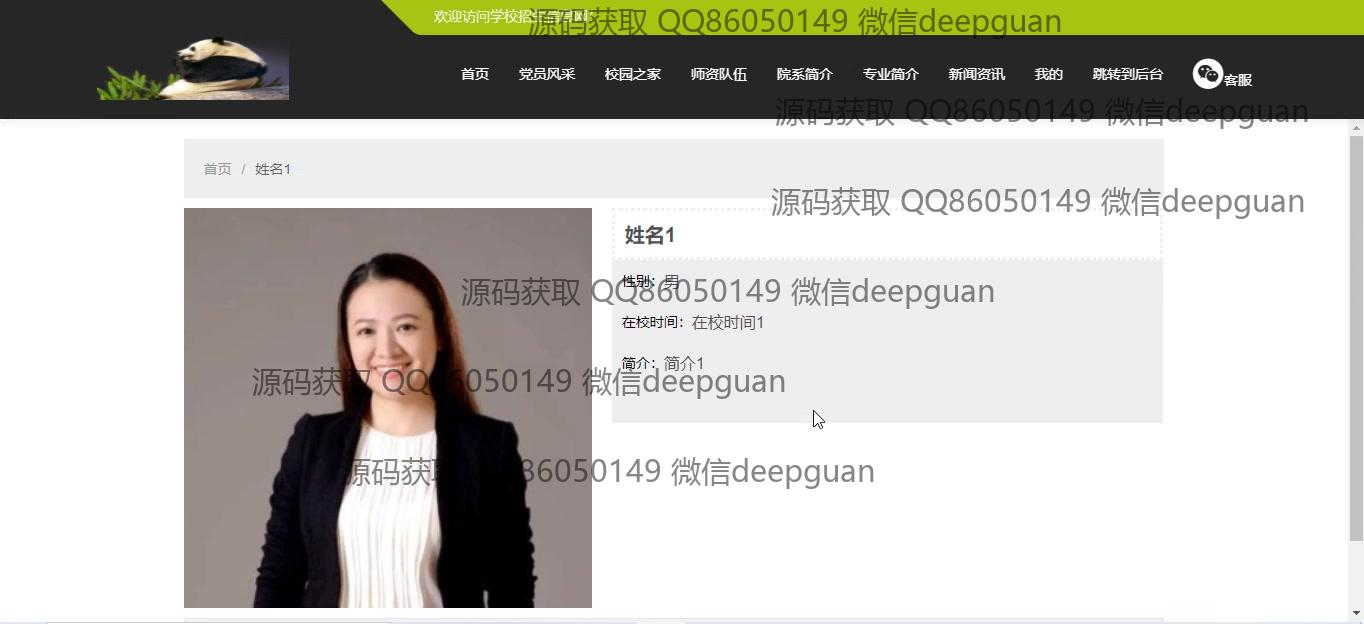 欢迎访问学校招生信息网
源码获取 QQ86050149 微信deepguan
首页 党员风采 校园之家 师资队伍 院系简介 专业简介 新闻资讯 我的 跳转到后台 客服
源码获取 QQ86050149 微信deepguan
首页 / 姓名1
源码获取 QQ86050149 微信deepguan
姓名1
性别：男
源码获取 QQ86050149 微信deepguan
在校时间：在校时间1
简介：简介1
源码获取 QQ86050149 微信deepguan
源码获取 QQ86050149 微信deepguan